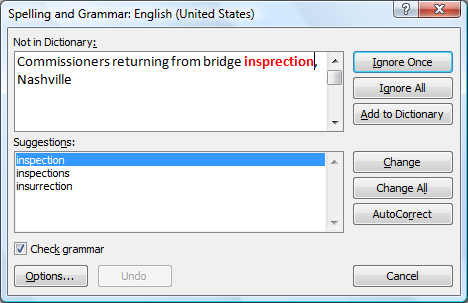 Spelling and Grammar: English (United States)
Not in Dictionary:
Commissioners returning from bridge insprection,
Nashville
Ignore Once
Ignore All
Add to Dictionary
Suggestions:
inspection
inspections
insurrection
Change
Change All
AutoCorrect
Check grammar
Options...
Undo
Cancel